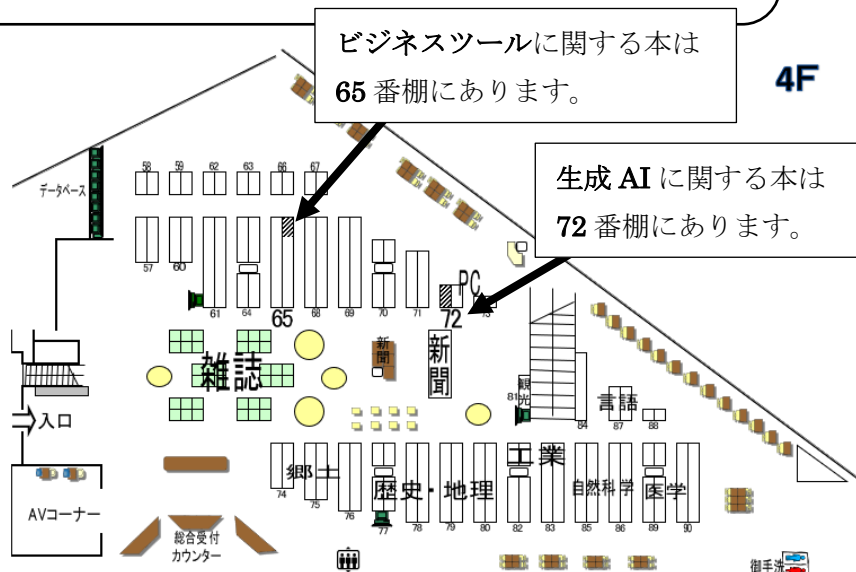 ビジネスツールに関する本は
65 番棚にあります。
4F
生成 AI に関する本は
72 番棚にあります。
データベース
58 59 62 63 66 67
57 60 61 64 65 68 69 70 71 72 73
PC
雑誌
新聞
新聞
観光
81
言語
84 87 88
入口
郷土
歴史・地理
工業
自然科学
医学
74 75 76 77 78 79 80 82 83 85 86 89 90
AVコーナー
総合受付
カウンター
御手洗